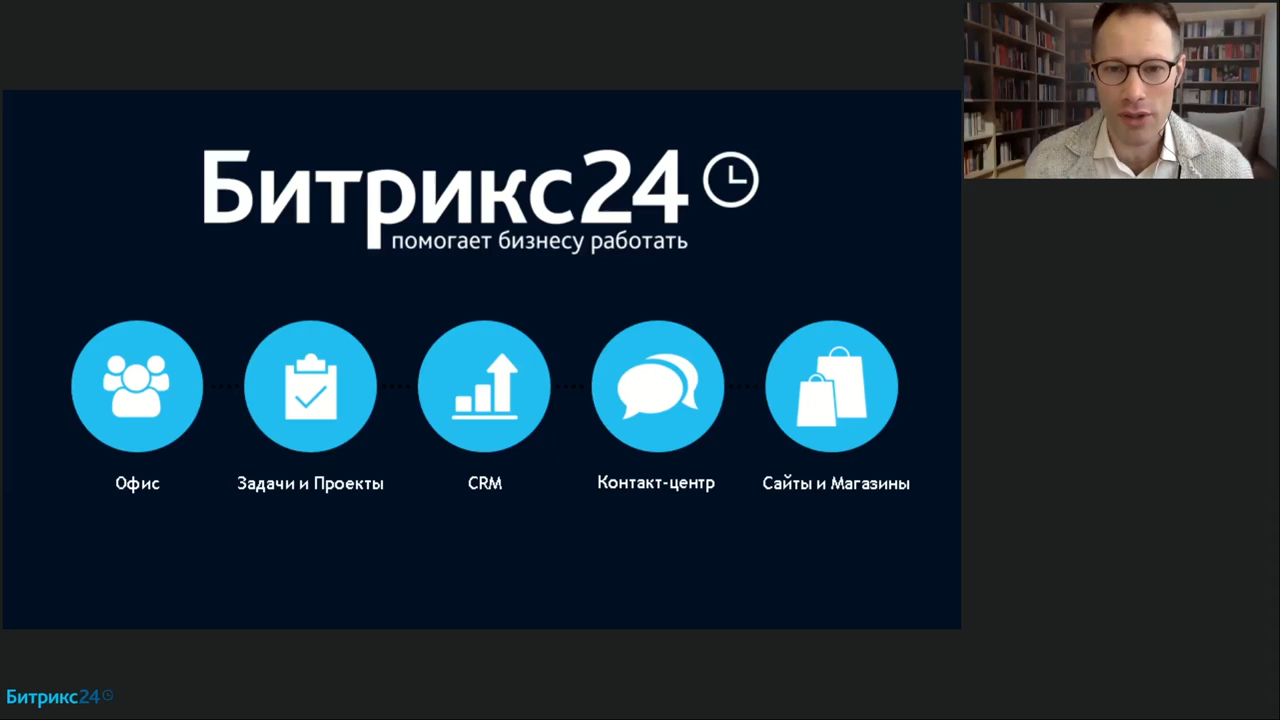 Битрикс24
помогает бизнесу работать
Офис
Задачи и Проекты
CRM
Контакт-центр
Сайты и Магазины
Битрикс24